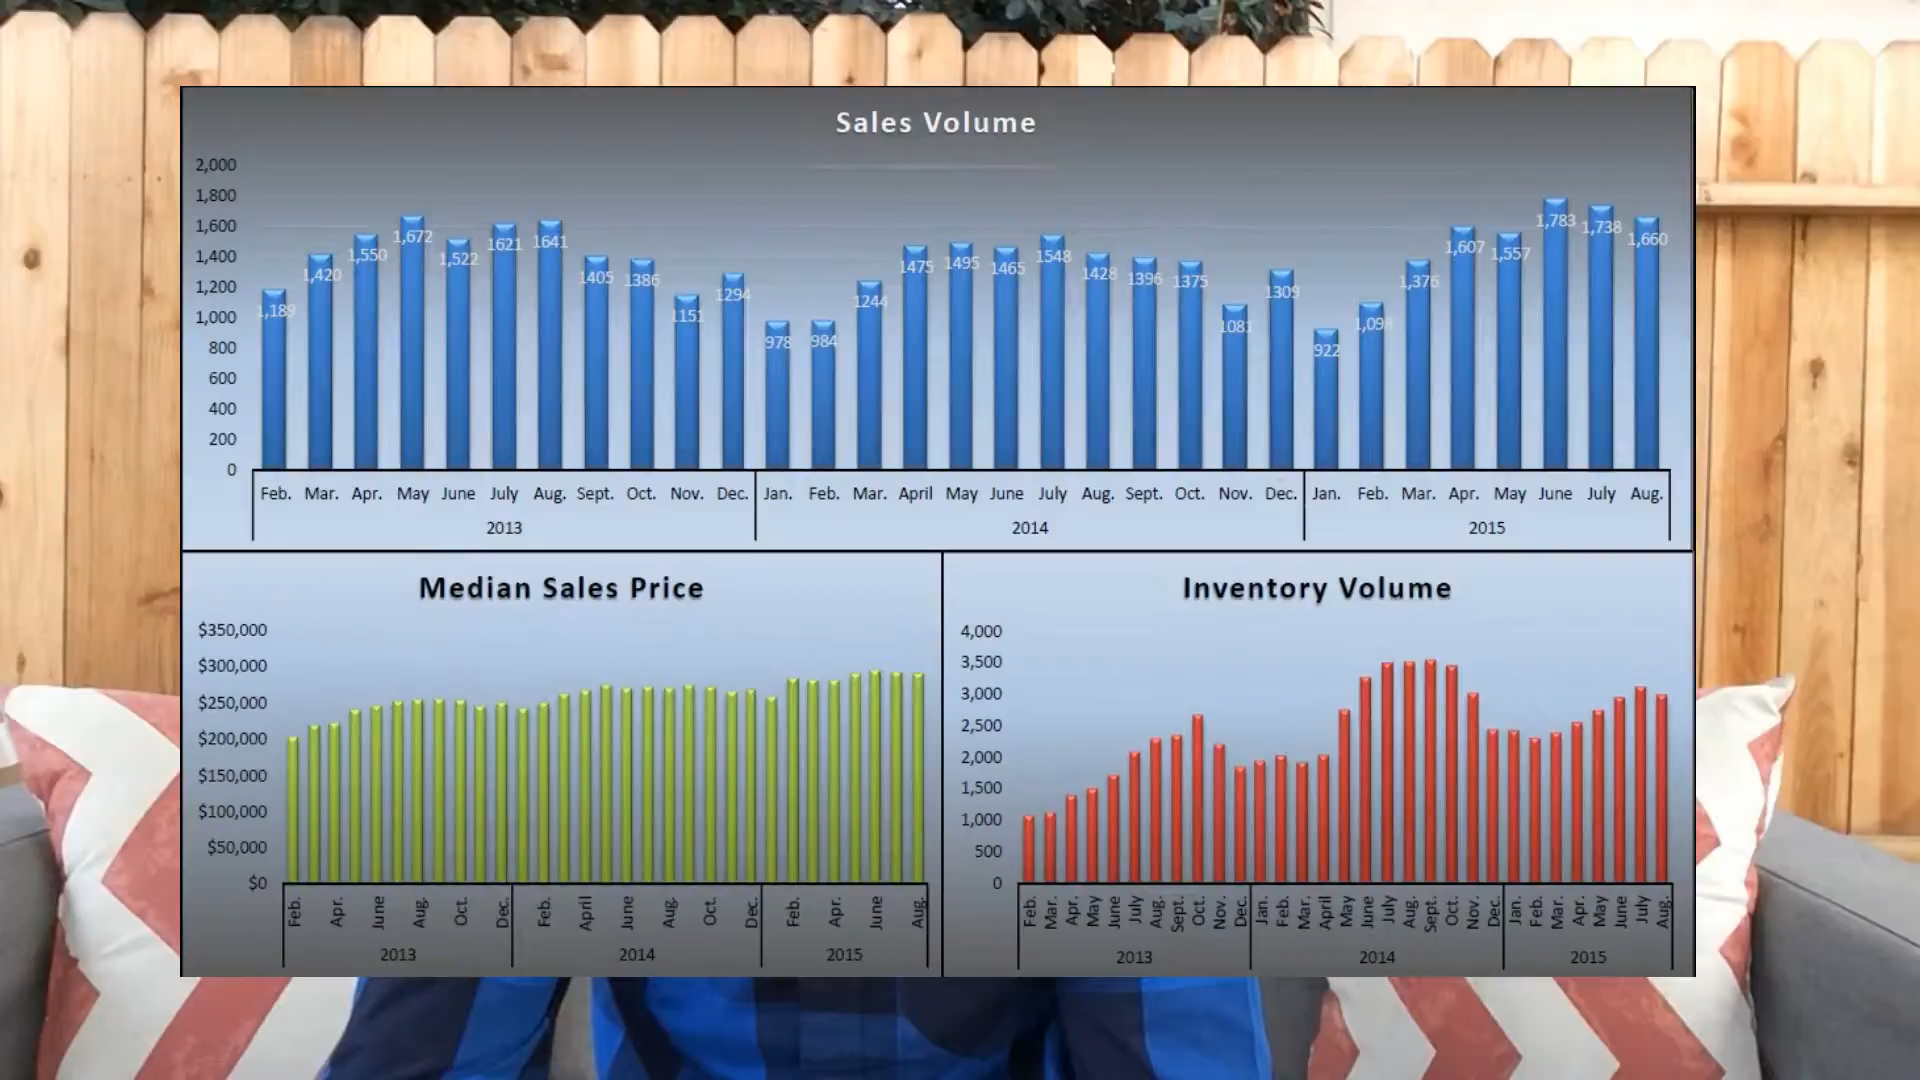 Sales Volume
2,000
1,800
1,600
1,400
1,200
1,000
800
600
400
200
0
1,189 1,420 1,550 1,672 1,522 1621 1641 1405 1386 1151 1294 978 984 1244 1475 1495 1465 1548 1428 1396 1375 1081 1309 922 1,098 1,376 1,607 1,557 1,783 1,738 1,660
Feb. Mar. Apr. May June July Aug. Sept. Oct. Nov. Dec. Jan. Feb. Mar. April May June July Aug. Sept. Oct. Nov. Dec. Jan. Feb. Mar. Apr. May June July Aug.
2013 2014 2015
Median Sales Price
$350,000
$300,000
$250,000
$200,000
$150,000
$100,000
$50,000
$0
Feb. Apr. June Aug. Oct. Dec. Feb. April June Aug. Oct. Dec. Feb. Apr. June Aug.
2013 2014 2015
Inventory Volume
4,000
3,500
3,000
2,500
2,000
1,500
1,000
500
0
Feb. Mar. Apr. May June July Aug. Sept. Oct. Nov. Dec. Jan. Feb. Mar. April May June July Aug. Sept. Oct. Nov. Dec. Jan. Feb. Mar. Apr. May June July Aug.
2013 2014 2015